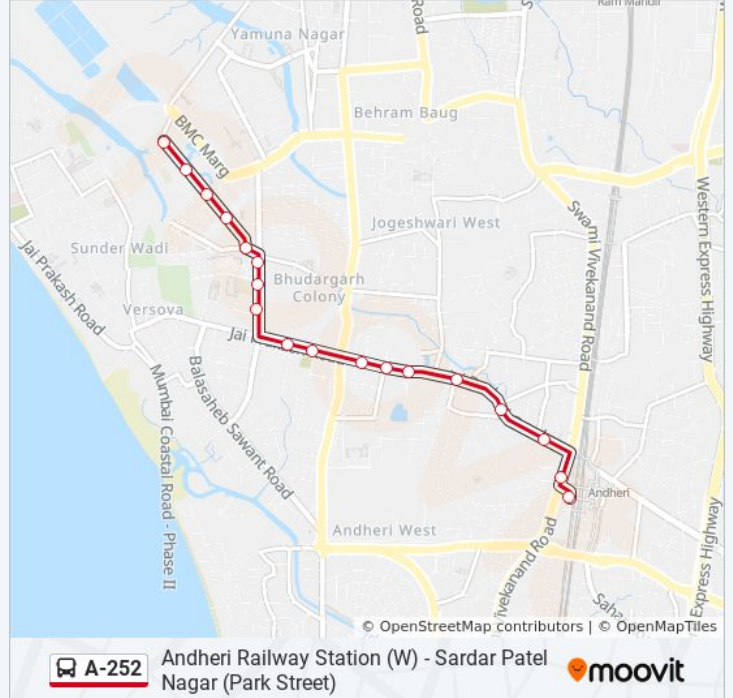 Ram Mandir
Yamuna Nagar
Road
Behram Baug
BMC Marg
Western Express Highway
Swami Vivekanand Road
Jogeshwari West
Sunder Wadi
Jai Prakash Road
Bhudargarh
Colony
Versova
Jai
Balasaheb Sawant Road
Mumbai Coastal Road - Phase II
Andheri
Andheri West
Vivekanand Road
Express Highway
Sahar
© OpenStreetMap contributors | © OpenMapTiles
A-252
Andheri Railway Station (W) - Sardar Patel
Nagar (Park Street)
moovit